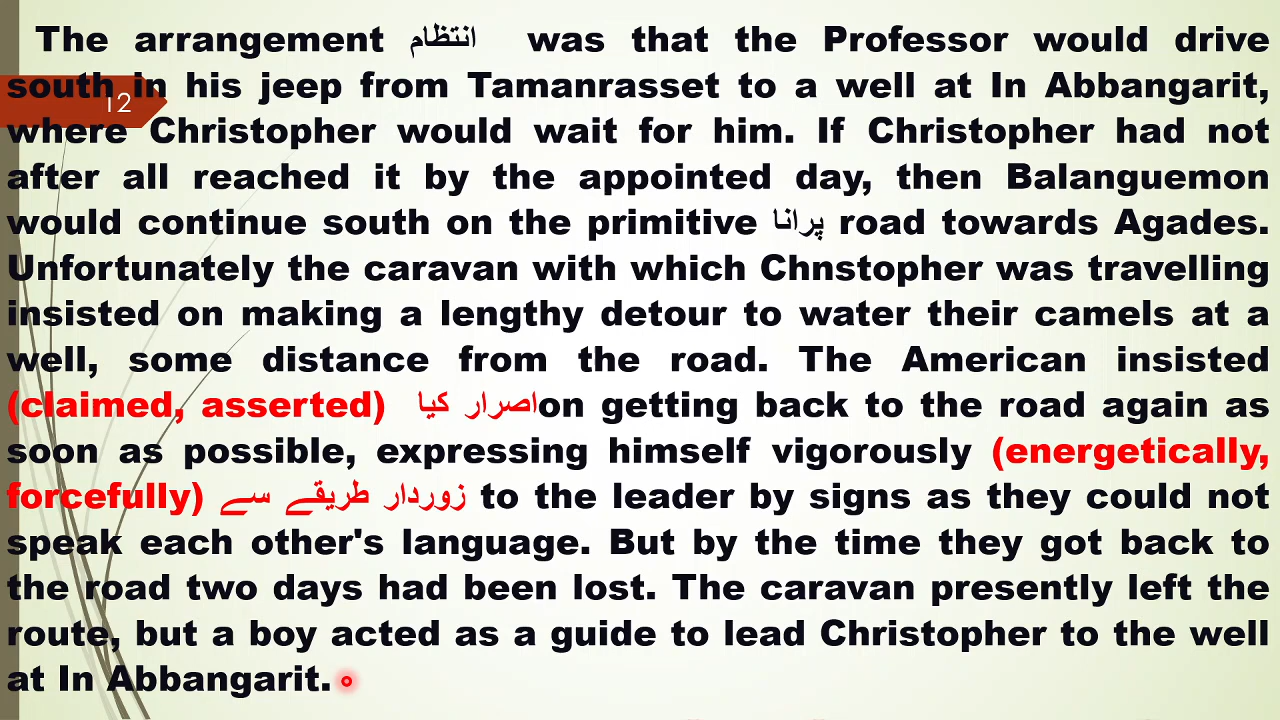 The arrangement انتظام was that the Professor would drive
south in his jeep from Tamanrasset to a well at In Abbangarit,
12
where Christopher would wait for him. If Christopher had not
after all reached it by the appointed day, then Balanguemon
would continue south on the primitive پرانا road towards Agades.
Unfortunately the caravan with which Chnstopher was travelling
insisted on making a lengthy detour to water their camels at a
well, some distance from the road. The American insisted
(claimed, asserted) اصرار کیا on getting back to the road again as
soon as possible, expressing himself vigorously (energetically,
forcefully) زوردار طریقے سے to the leader by signs as they could not
speak each other's language. But by the time they got back to
the road two days had been lost. The caravan presently left the
route, but a boy acted as a guide to lead Christopher to the well
at In Abbangarit.